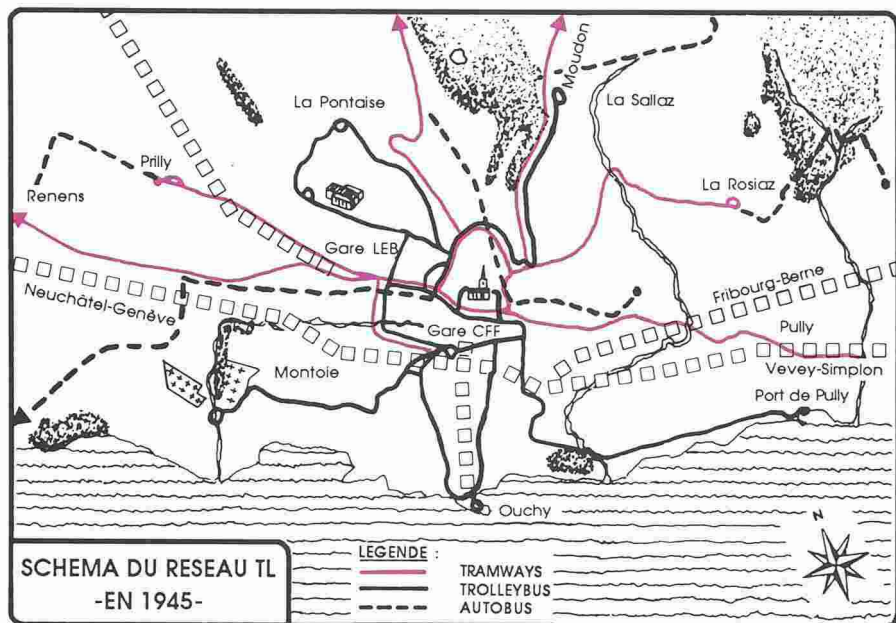 La Pontaise
Moudon
La Sallaz
Prilly
Renens
La Rosiaz
Gare LEB
Neuchâtel-Genève
Fribourg-Berne
Gare CFF
Pully
Montoie
Vevey-Simplon
Port de Pully
Ouchy
N
SCHEMA DU RESEAU TL
-EN 1945-
LEGENDE :
TRAMWAYS
TROLLEYBUS
AUTOBUS